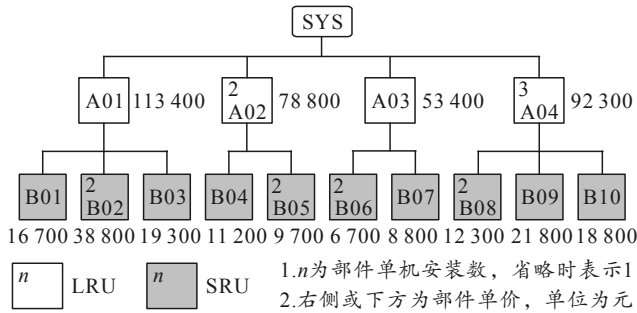 SYS
A01 113 400 2 A02 78 800 A03 53 400 3 A04 92 300
B01 2 B02 B03 B04 2 B05 2 B06 B07 2 B08 B09 B10
16 700 38 800 19 300 11 200 9 700 6 700 8 800 12 300 21 800 18 800
n LRU n SRU
1.n为部件单机安装数，省略时表示1
2.右侧或下方为部件单价，单位为元